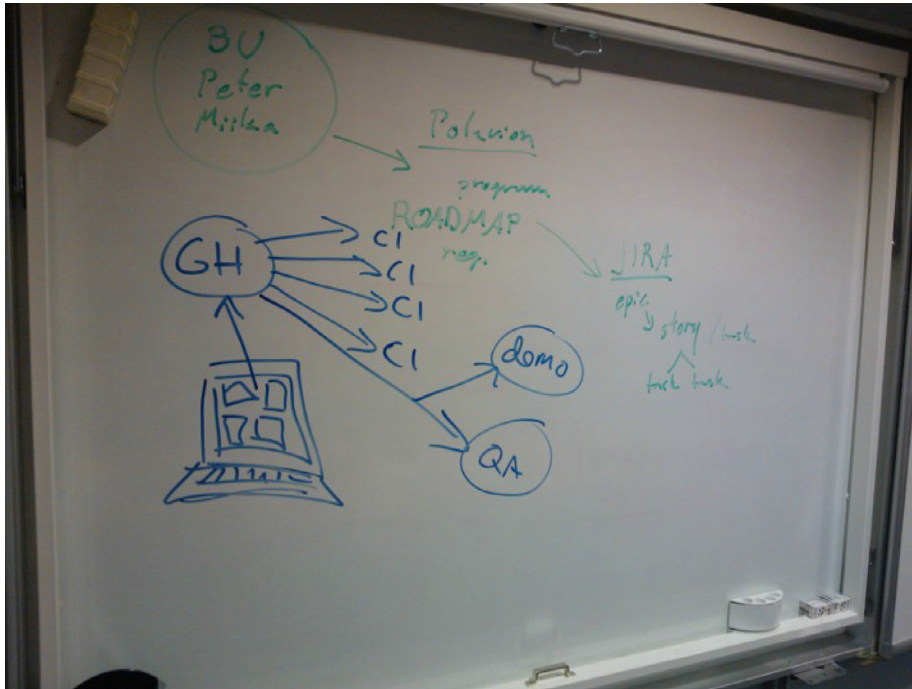 BU
Peter
Miikka
Polarion
program
ROADMAP
req.
JIRA
epic
story / task
task task
GH
CI
CI
CI
CI
demo
QA